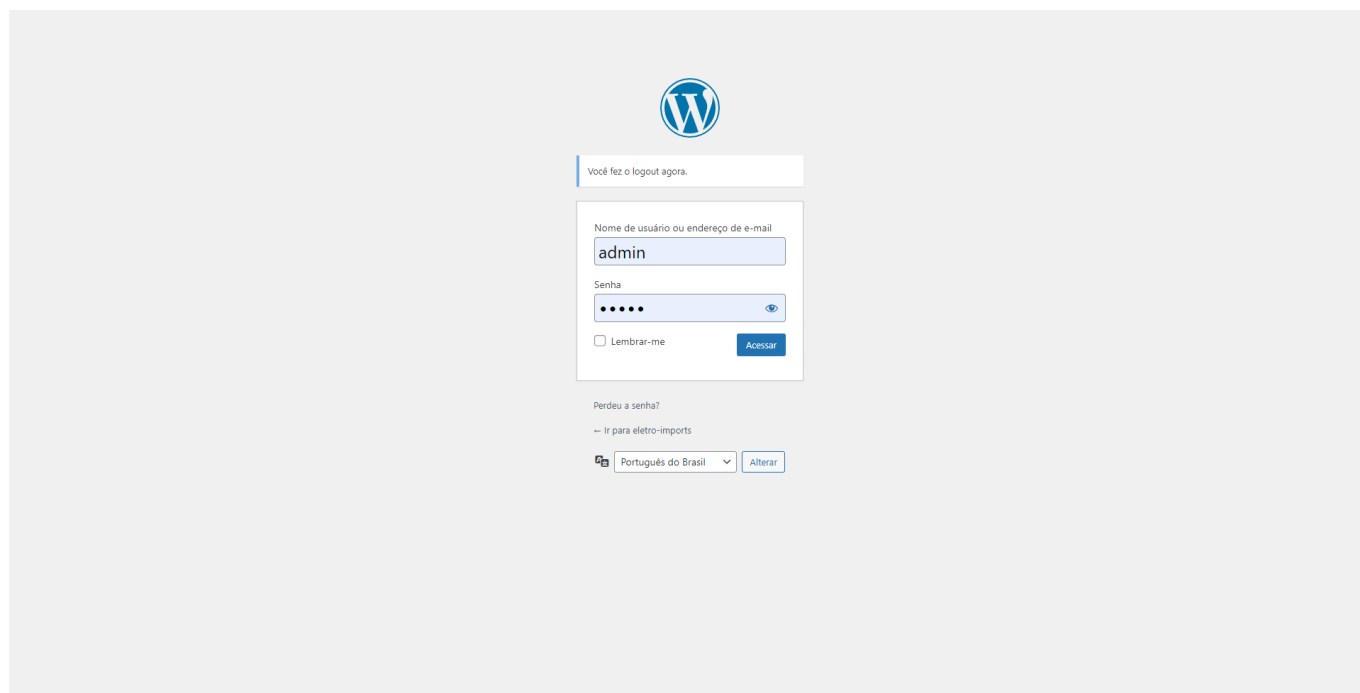 Você fez o logout agora.
Nome de usuário ou endereço de e-mail
admin
Senha
•••••
Lembrar-me
Acessar
Perdeu a senha?
← Ir para eletro-imports
Português do Brasil
Alterar